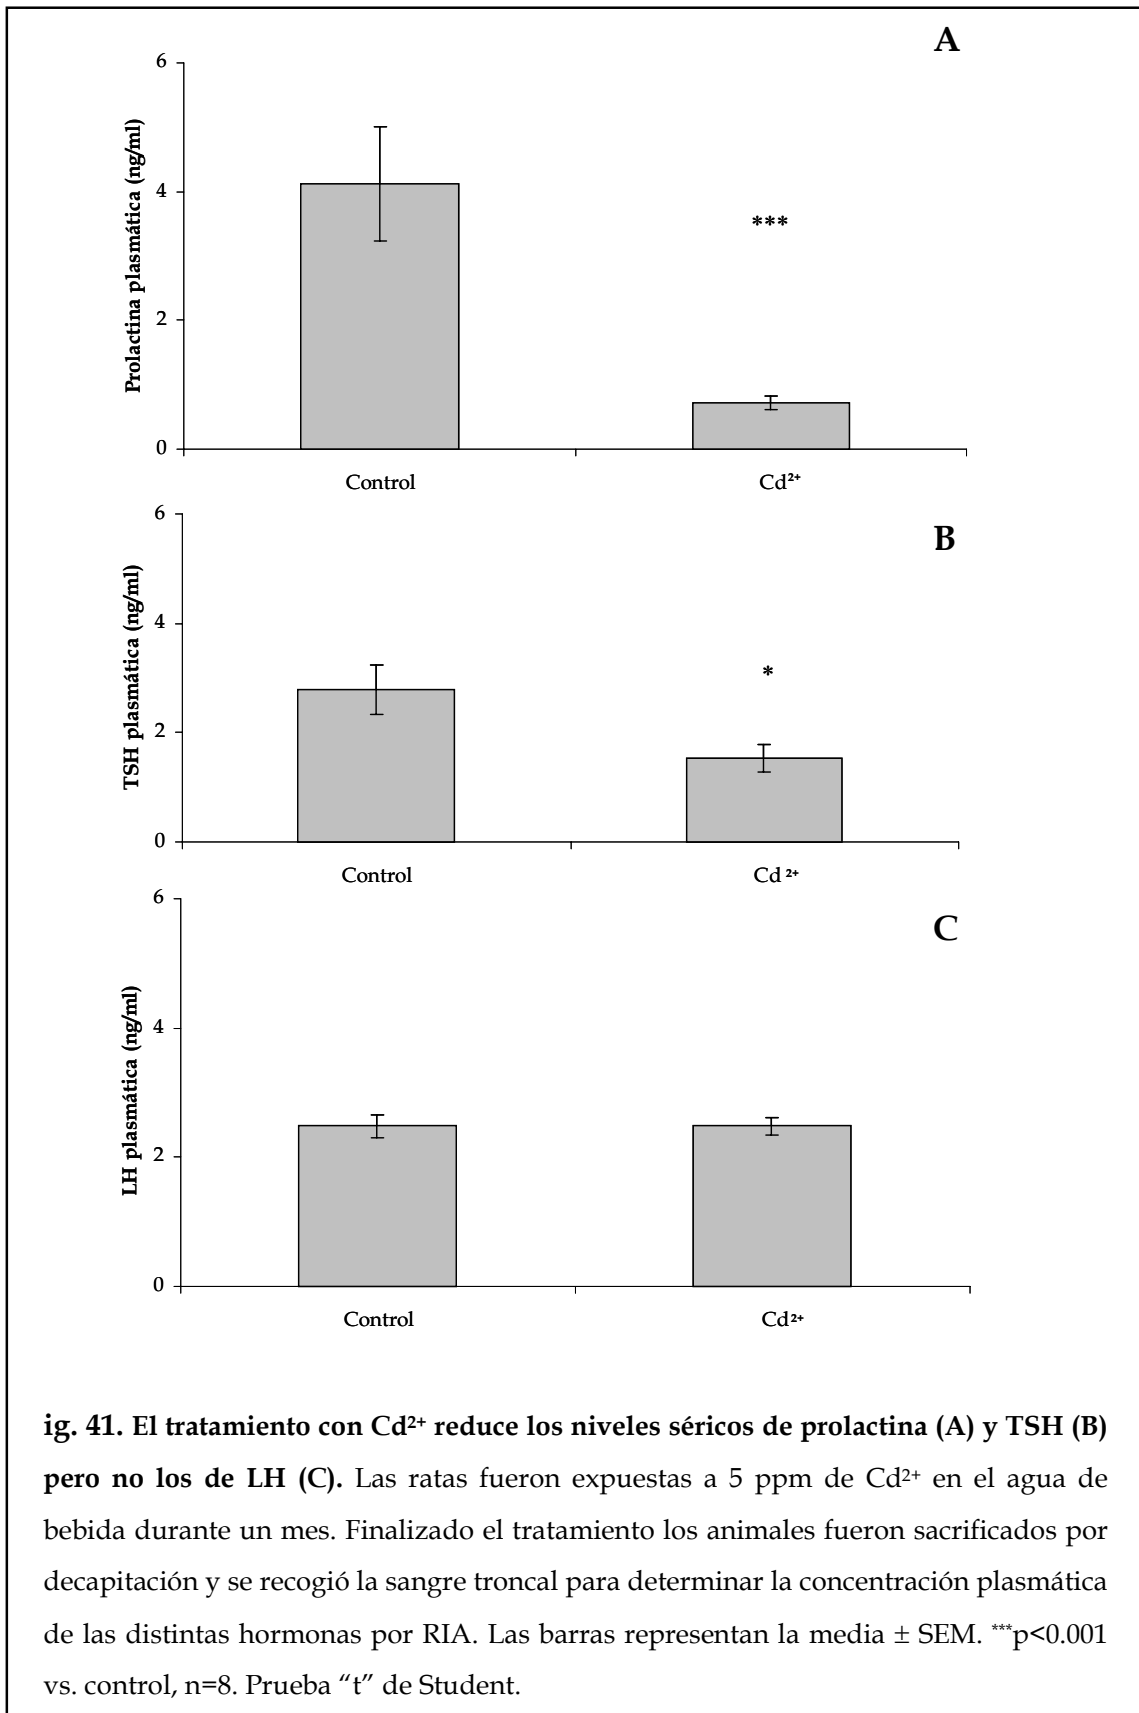 A
6
4
2
0
Prolactina plasmática (ng/ml)
***
Control
Cd²⁺
B
6
4
2
0
TSH plasmática (ng/ml)
*
Control
Cd ²⁺
C
6
4
2
0
LH plasmática (ng/ml)
Control
Cd²⁺
ig. 41. El tratamiento con Cd²⁺ reduce los niveles séricos de prolactina (A) y TSH (B)
pero no los de LH (C). Las ratas fueron expuestas a 5 ppm de Cd²⁺ en el agua de
bebida durante un mes. Finalizado el tratamiento los animales fueron sacrificados por
decapitación y se recogió la sangre troncal para determinar la concentración plasmática
de las distintas hormonas por RIA. Las barras representan la media ± SEM. ***p<0.001
vs. control, n=8. Prueba “t” de Student.